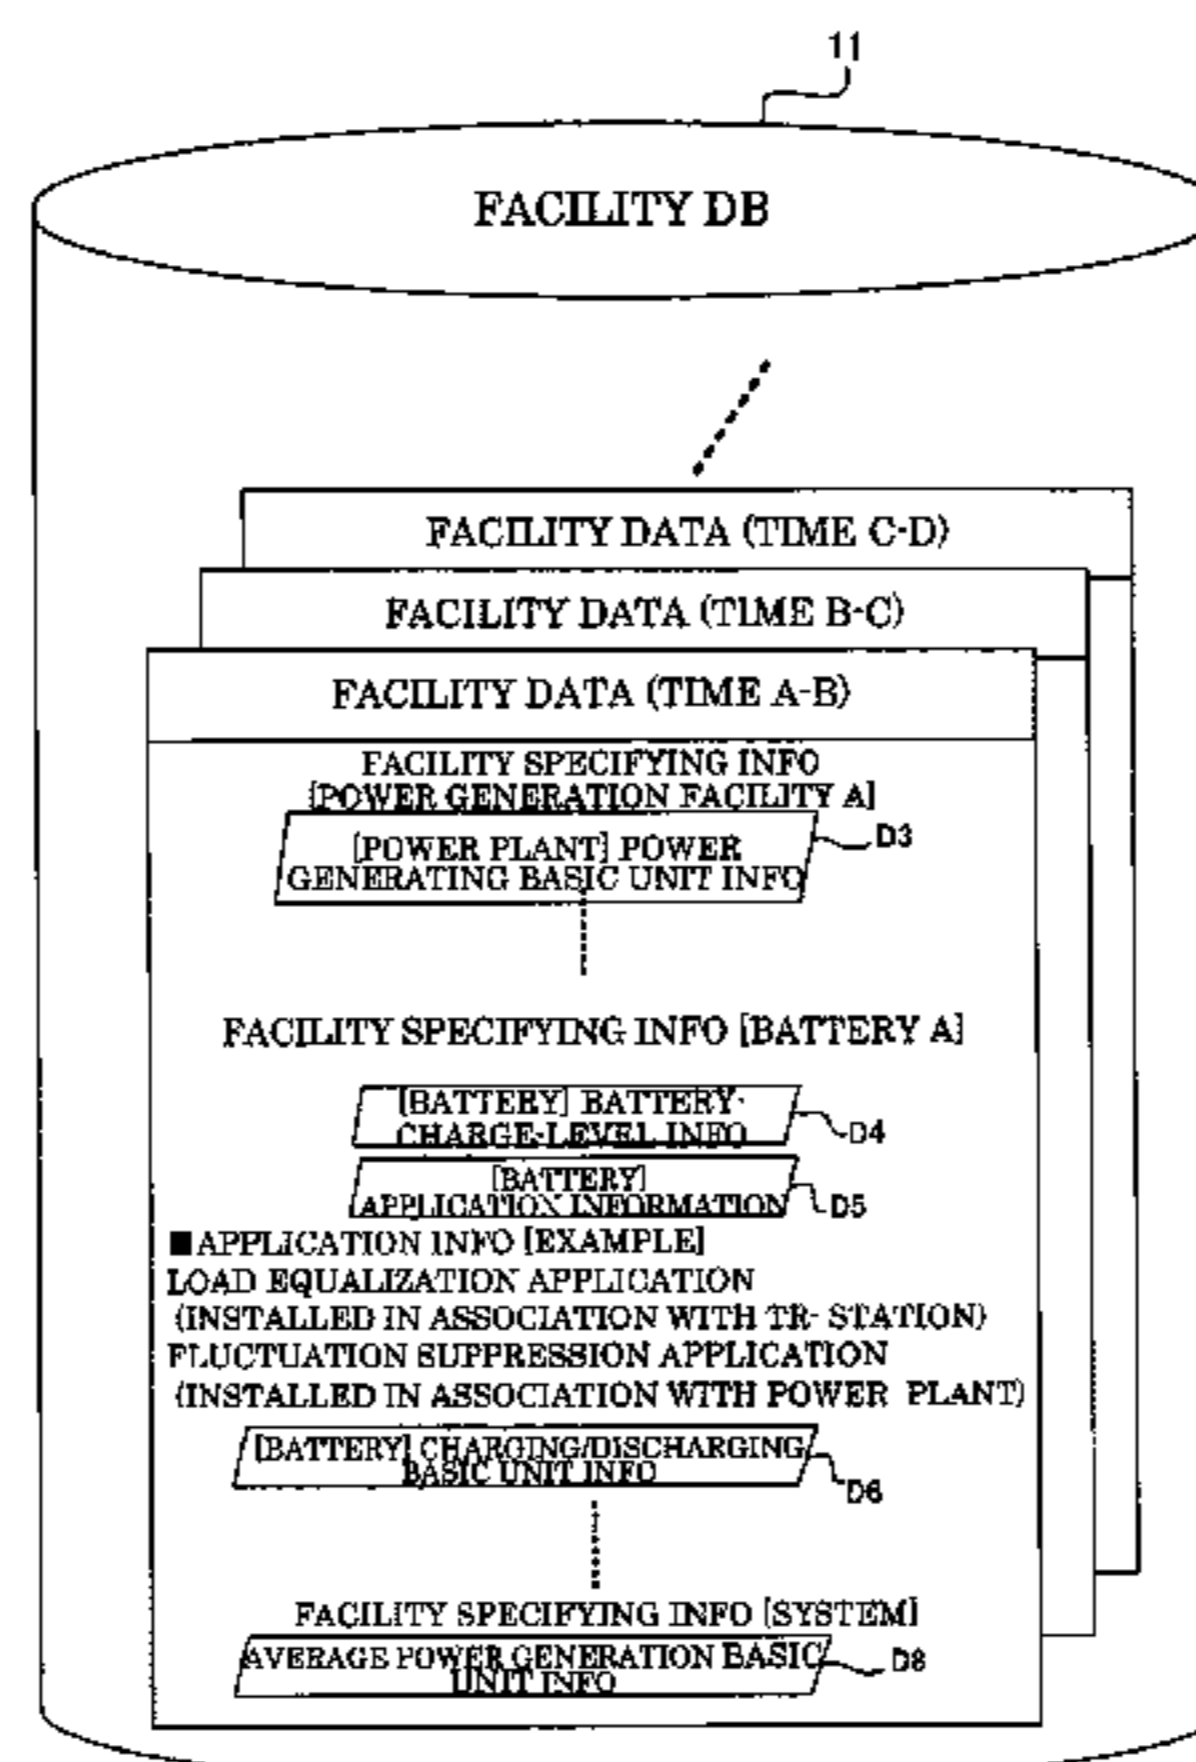 11
FACILITY DB
FACILITY DATA (TIME C-D)
FACILITY DATA (TIME B-C)
FACILITY DATA (TIME A-B)
FACILITY SPECIFYING INFO
[POWER GENERATION FACILITY A]
[POWER PLANT] POWER
GENERATING BASIC UNIT INFO
D3
FACILITY SPECIFYING INFO [BATTERY A]
[BATTERY] BATTERY-
CHARGE-LEVEL INFO
D4
[BATTERY]
APPLICATION INFORMATION
D5
■APPLICATION INFO [EXAMPLE]
LOAD EQUALIZATION APPLICATION
(INSTALLED IN ASSOCIATION WITH TR- STATION)
FLUCTUATION SUPPRESSION APPLICATION
(INSTALLED IN ASSOCIATION WITH POWER PLANT)
[BATTERY] CHARGING/DISCHARGING
BASIC UNIT INFO
D6
FACILITY SPECIFYING INFO [SYSTEM]
AVERAGE POWER GENERATION BASIC
UNIT INFO
D8